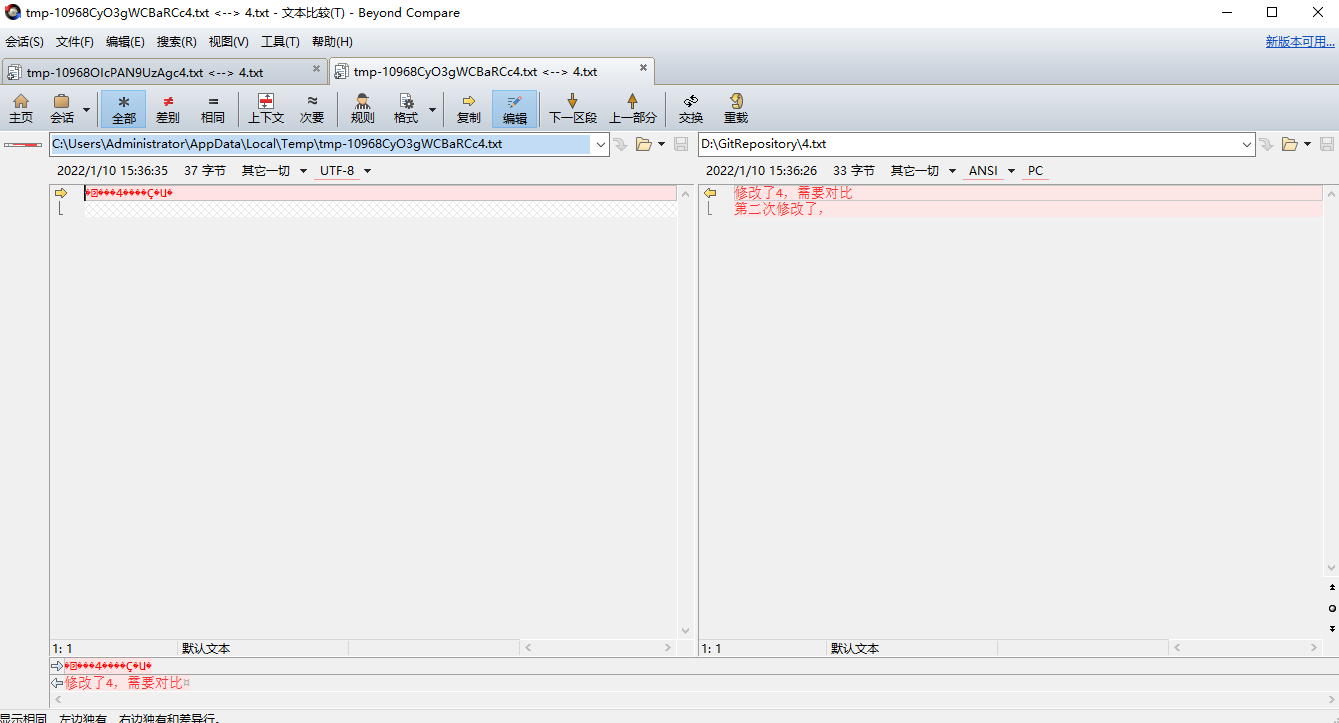 tmp-10968CyO3gWCBaRCc4.txt <--> 4.txt - 文本比较(T) - Beyond Compare
会话(S) 文件(F) 编辑(E) 搜索(R) 视图(V) 工具(T) 帮助(H) 新版本可用...
tmp-10968OIcPAN9UzAgc4.txt <--> 4.txt tmp-10968CyO3gWCBaRCc4.txt <--> 4.txt
主页 会话 全部 差别 相同 上下文 次要 规则 格式 复制 编辑 下一区段 上一部分 交换 重载
C:\Users\Administrator\AppData\Local\Temp\tmp-10968CyO3gWCBaRCc4.txt D:\GitRepository\4.txt
2022/1/10 15:36:35 37 字节 其它一切 UTF-8 2022/1/10 15:36:26 33 字节 其它一切 ANSI PC
4 Ç U 修改了4，需要对比
第二次修改了，
1: 1 默认文本 1: 1 默认文本
4 Ç U
修改了4，需要对比¤
显示相同，左边独有，右边独有和差异行。